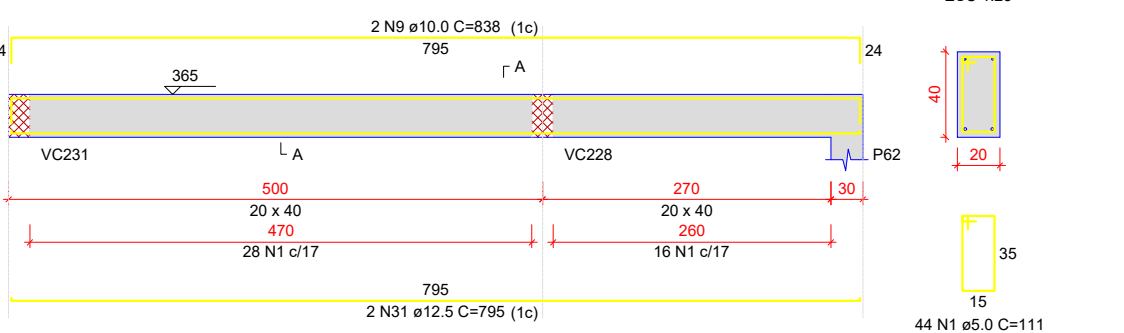 2 N9 ø10.0 C=838 (1c)
795
24
A
365
40
VC231
A
VC228
P62
20
500
270
30
20 x 40
20 x 40
470
260
28 N1 c/17
16 N1 c/17
35
795
15
2 N31 ø12.5 C=795 (1c)
44 N1 ø5.0 C=111